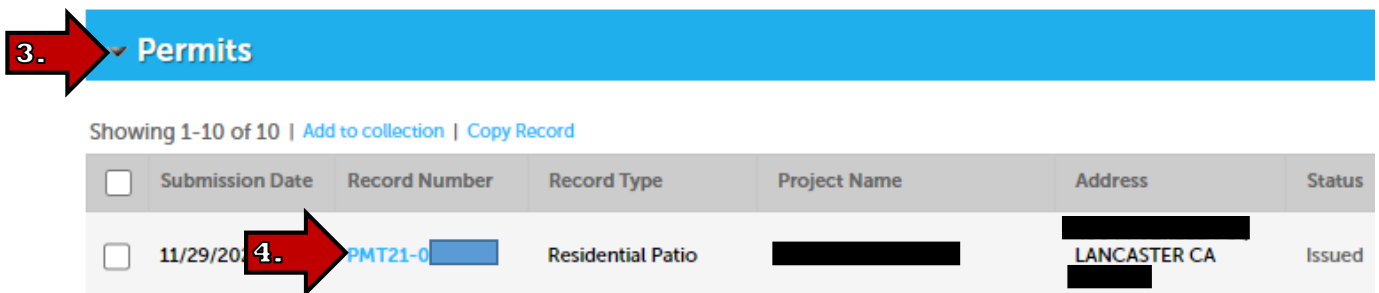 3. Permits
Showing 1-10 of 10 | Add to collection | Copy Record
Submission Date Record Number Record Type Project Name Address Status
11/29/202 4. PMT21-0 Residential Patio LANCASTER CA Issued